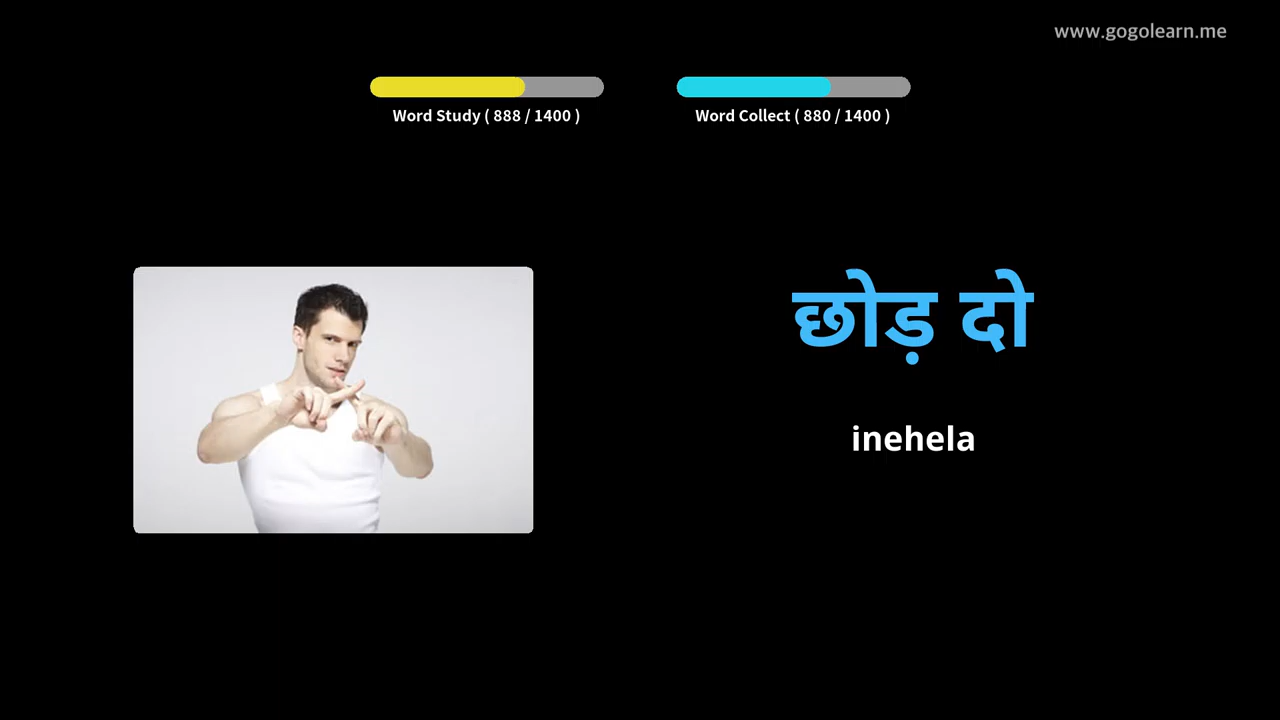 www.gogolearn.me
Word Study ( 888 / 1400 )
Word Collect ( 880 / 1400 )
छोड़ दो
inehela